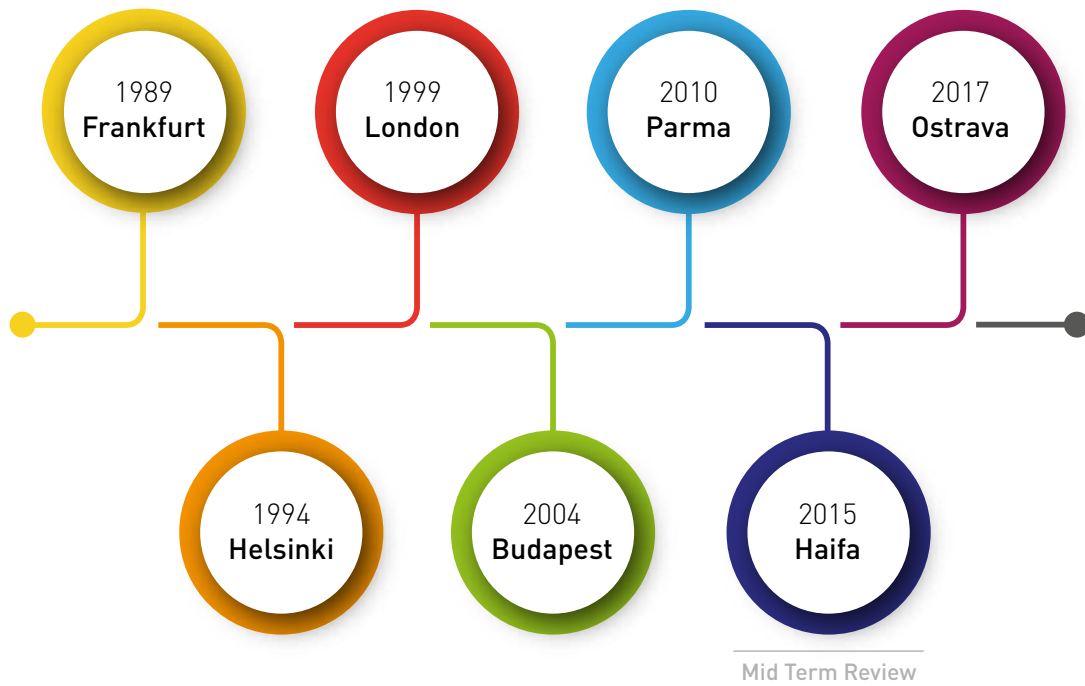 1989
Frankfurt
1999
London
2010
Parma
2017
Ostrava
1994
Helsinki
2004
Budapest
2015
Haifa
Mid Term Review